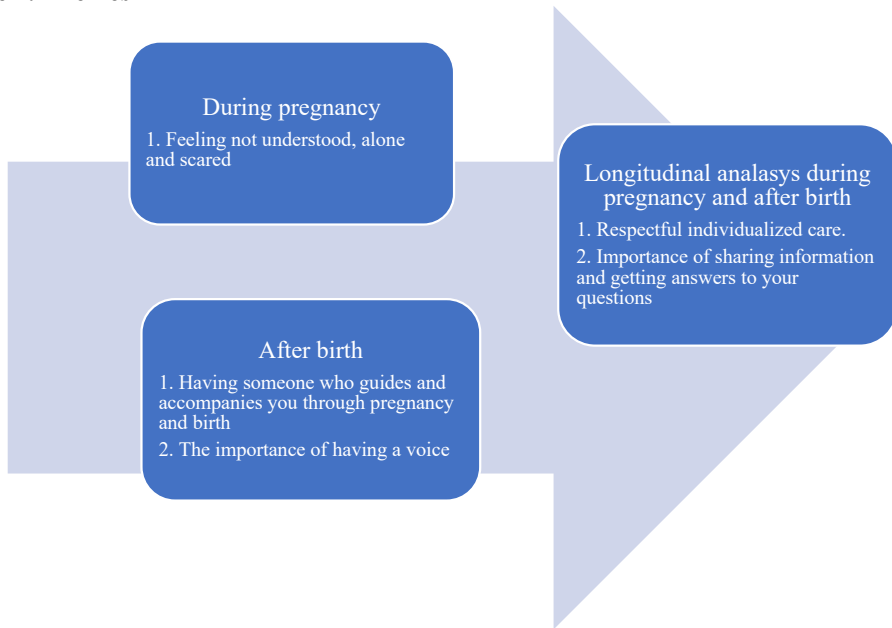 During pregnancy
1. Feeling not understood, alone
and scared
After birth
1. Having someone who guides and
accompanies you through pregnancy
and birth
2. The importance of having a voice
Longitudinal analasys during
pregnancy and after birth
1. Respectful individualized care.
2. Importance of sharing information
and getting answers to your
questions